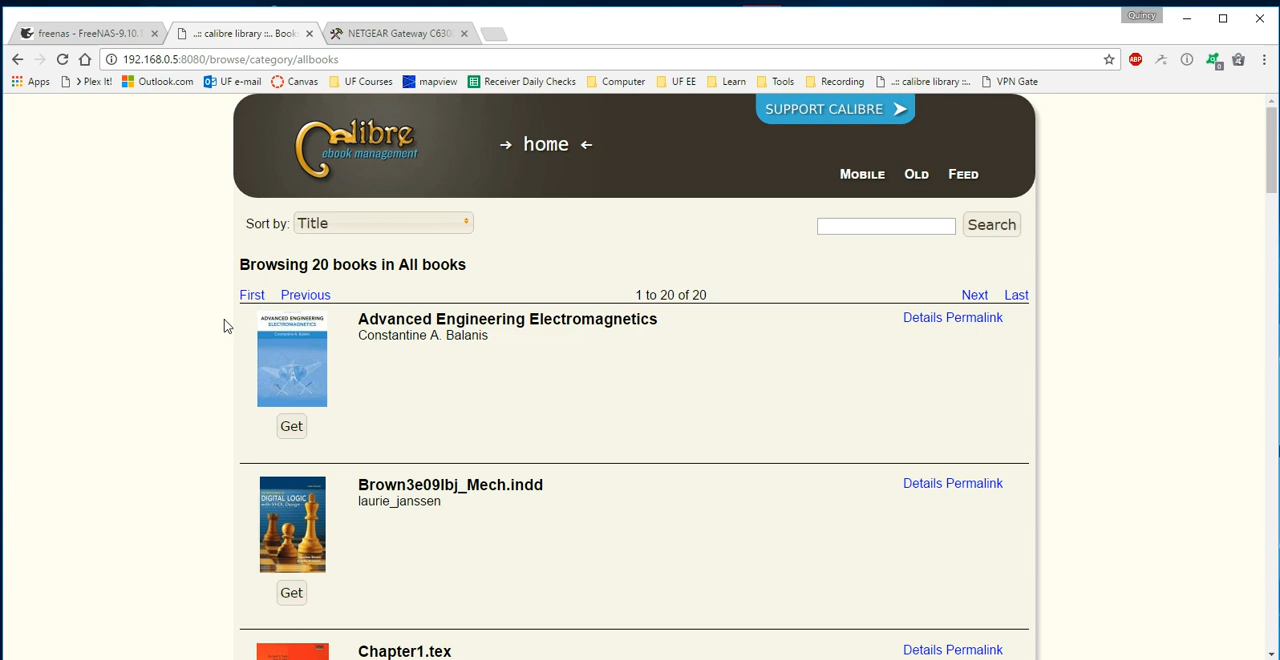 Quincy
freenas - FreeNAS-9.10.1
..:: calibre library ::.. Book
NETGEAR Gateway C630
192.168.0.5:8080/browse/category/allbooks
ABP
0
Apps
> Plex It!
Outlook.com
UF e-mail
Canvas
UF Courses
mapview
Receiver Daily Checks
Computer
UF EE
Learn
Tools
Recording
..:: calibre library ::..
VPN Gate
SUPPORT CALIBRE
Calibre
ebook management
→ home ←
Mobile Old Feed
Sort by: Title
Search
Browsing 20 books in All books
First Previous 1 to 20 of 20 Next Last
ADVANCED ENGINEERING
ELECTROMAGNETICS
Constantine A. Balanis
Advanced Engineering Electromagnetics
Constantine A. Balanis
Details Permalink
Get
DIGITAL LOGIC
with VHDL Design
Brown3e09lbj_Mech.indd
laurie_janssen
Details Permalink
Get
Chapter1.tex
Details Permalink